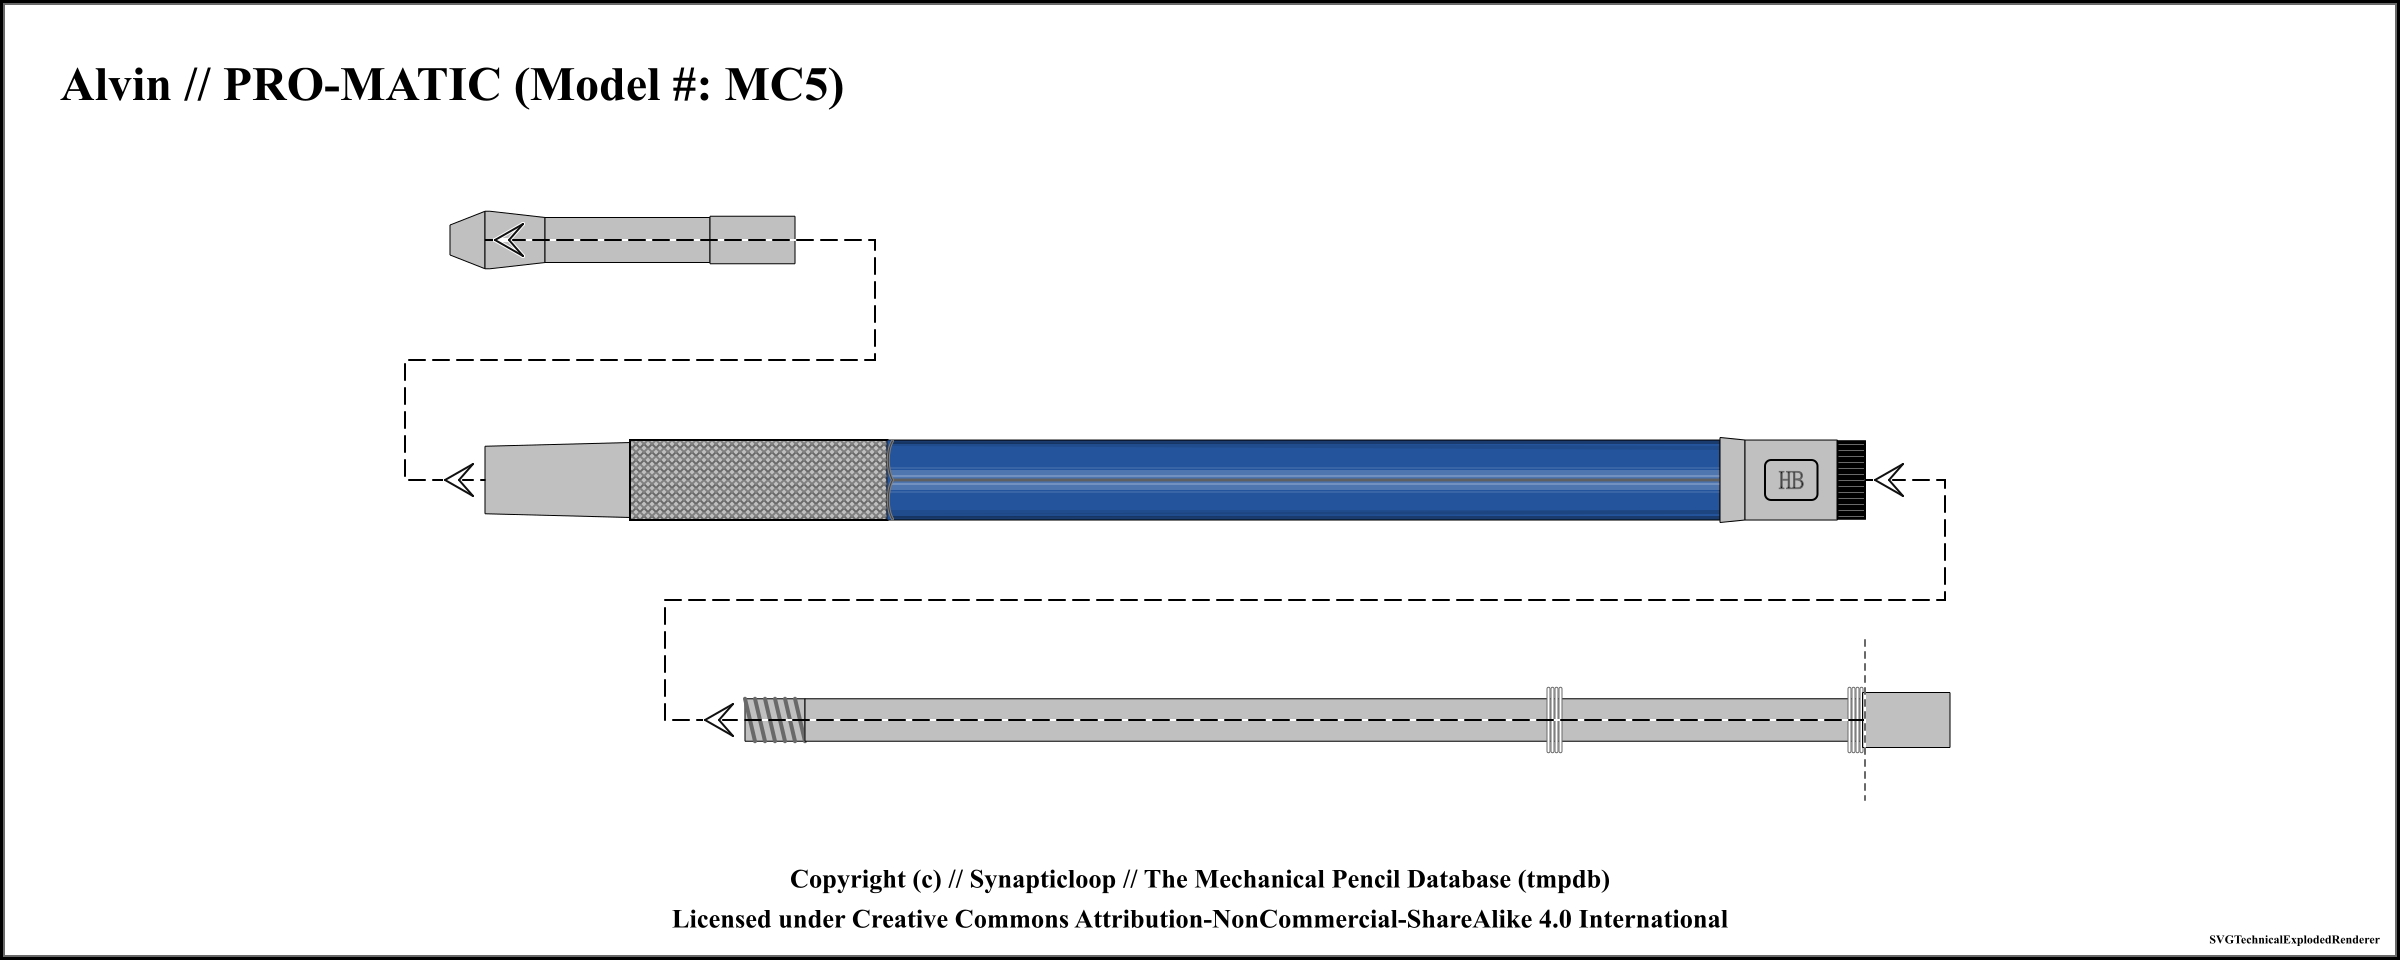 Alvin // PRO-MATIC (Model #: MC5)
HB
Copyright (c) // Synapticloop // The Mechanical Pencil Database (tmpdb)
Licensed under Creative Commons Attribution-NonCommercial-ShareAlike 4.0 International
SVGTechnicalExplodedRenderer